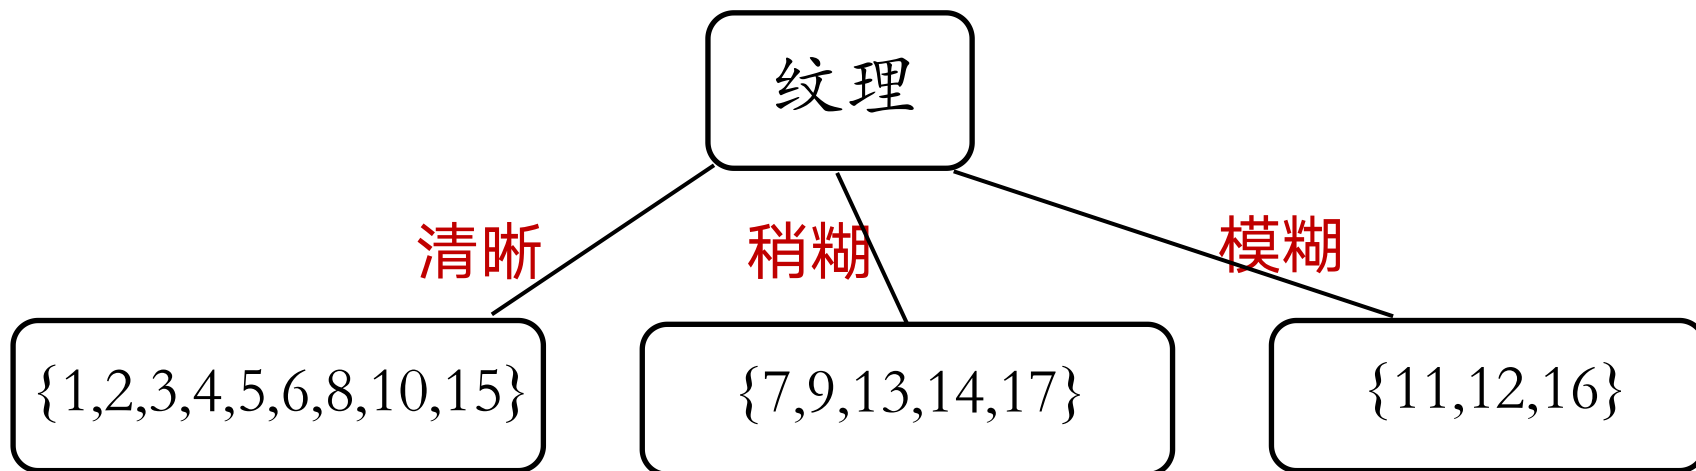 纹理
清晰
稍糊
模糊
{1,2,3,4,5,6,8,10,15}
{7,9,13,14,17}
{11,12,16}